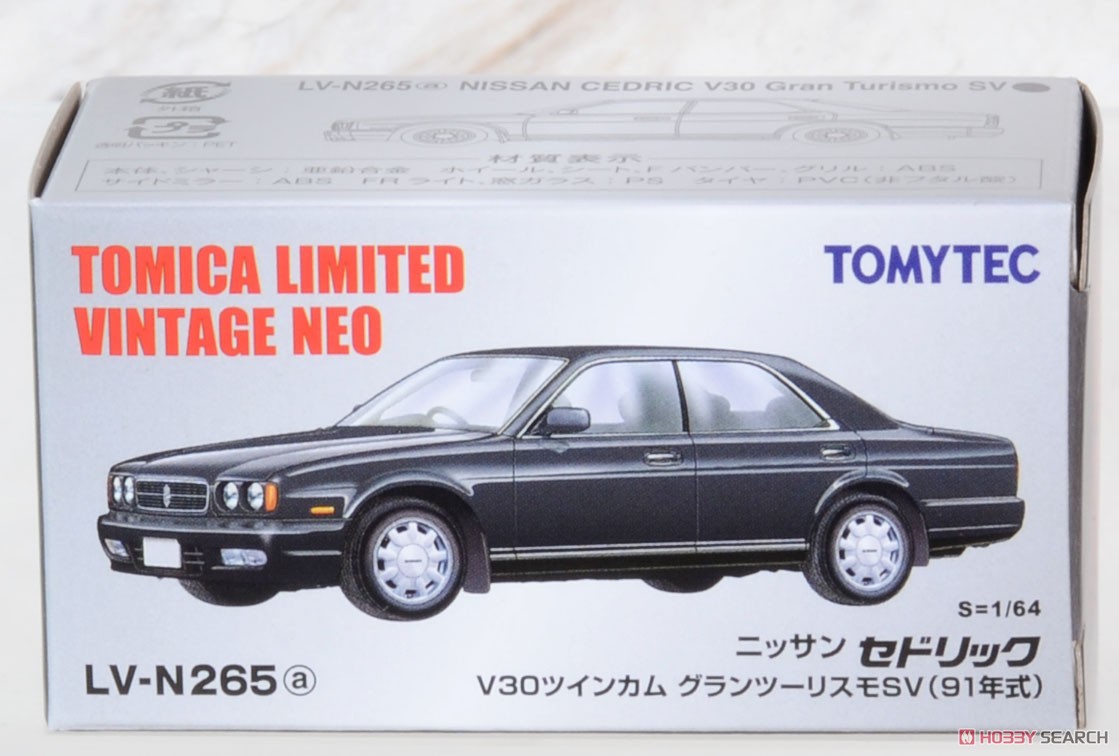 LV-N265ⓐ NISSAN CEDRIC V30 Gran Turismo SV
紙
材質表示
本体、シャーシ:亜鉛合金 ホイール、シート、Fバンパー、グリル:ABS
サイドミラー:ABS FRライト、窓ガラス:PS タイヤ:PVC(非フタル酸)
TOMICA LIMITED
VINTAGE NEO
TOMYTEC
S=1/64
ニッサン セドリック
LV-N265ⓐ
V30ツインカム グランツーリスモSV(91年式)
HOBBY SEARCH